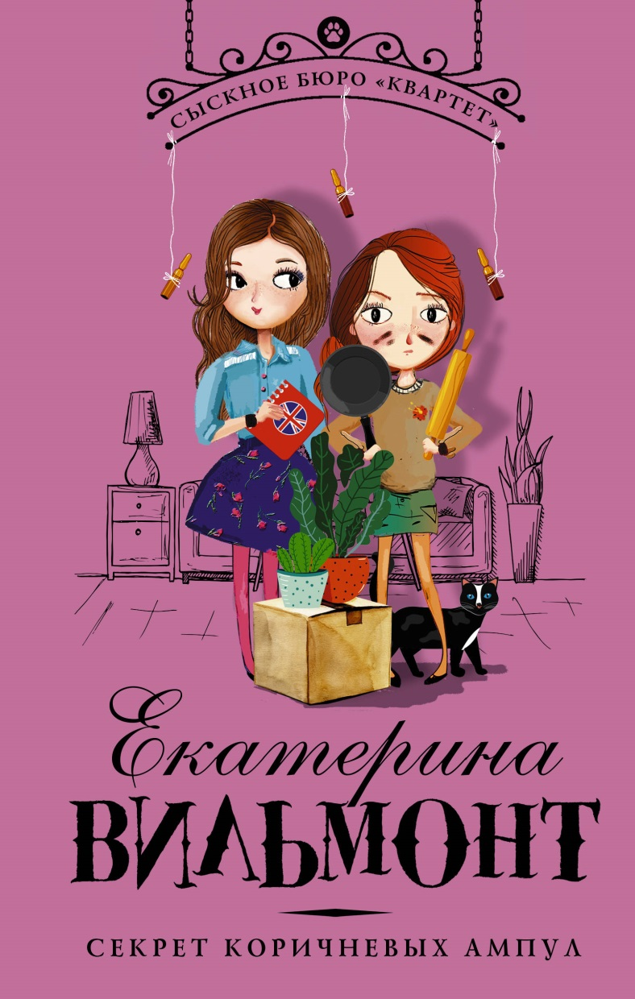 СЫСКНОЕ БЮРО «КВАРТЕТ»
Екатерина
ВИЛЬМОНТ
СЕКРЕТ КОРИЧНЕВЫХ АМПУЛ